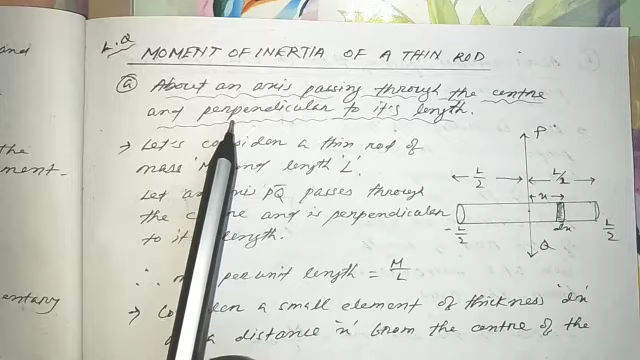 and
the
ment.
entary
L.Q
MOMENT OF INERTIA OF A THIN ROD
(a) About an axis passing through the centre
and perpendicular to it's length.
→ Let's consider a thin rod of
mass 'M' and length 'L'.
Let an axis PQ passes through
the centre and is perpendicular
to it length.
∴ per unit length = M/L
→ Consider a small element of thickness 'dx'
a distance 'x' from the centre of the
P
L/2 L/2
x
-L/2 dx L/2
Q